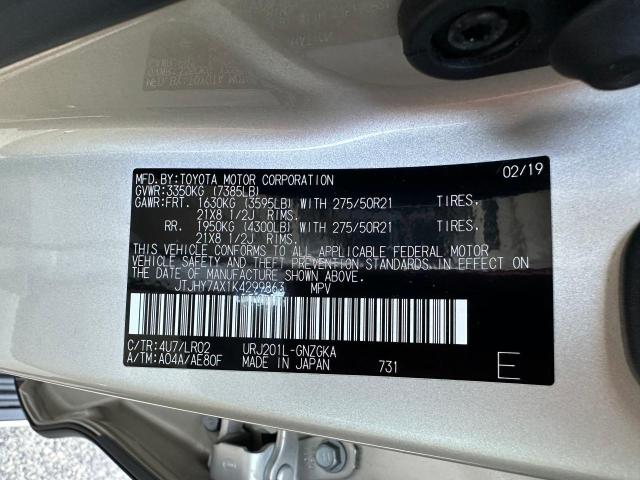 MFD.BY:TOYOTA MOTOR CORPORATION 02/19
GVWR:3350KG (7385LB)
GAWR:FRT. 1630KG (3595LB) WITH 275/50R21 TIRES.
21X8 1/2J RIMS.
RR. 1950KG (4300LB) WITH 275/50R21 TIRES.
21X8 1/2J RIMS.
THIS VEHICLE CONFORMS TO ALL APPLICABLE FEDERAL MOTOR
VEHICLE SAFETY AND THEFT PREVENTION STANDARDS IN EFFECT ON
THE DATE OF MANUFACTURE SHOWN ABOVE.
JTJHY7AX1K4299863 MPV
C/TR:4U7/LR02 URJ201L-GNZGKA
A/TM:A04A/AE80F MADE IN JAPAN 731 E